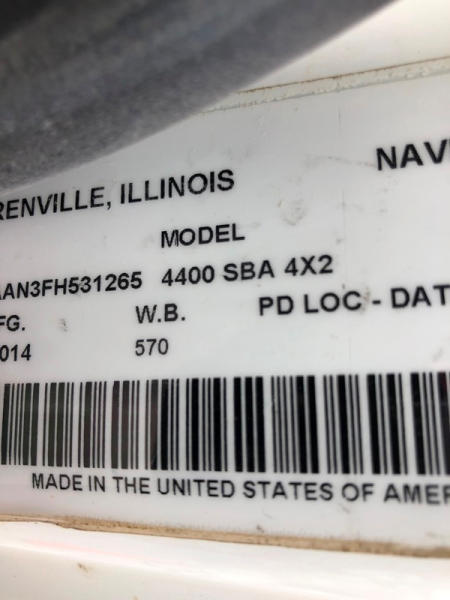 RENVILLE, ILLINOIS NAV
MODEL
AAN3FH531265 4400 SBA 4X2
FG. W.B. PD LOC - DAT
014 570
MADE IN THE UNITED STATES OF AMER